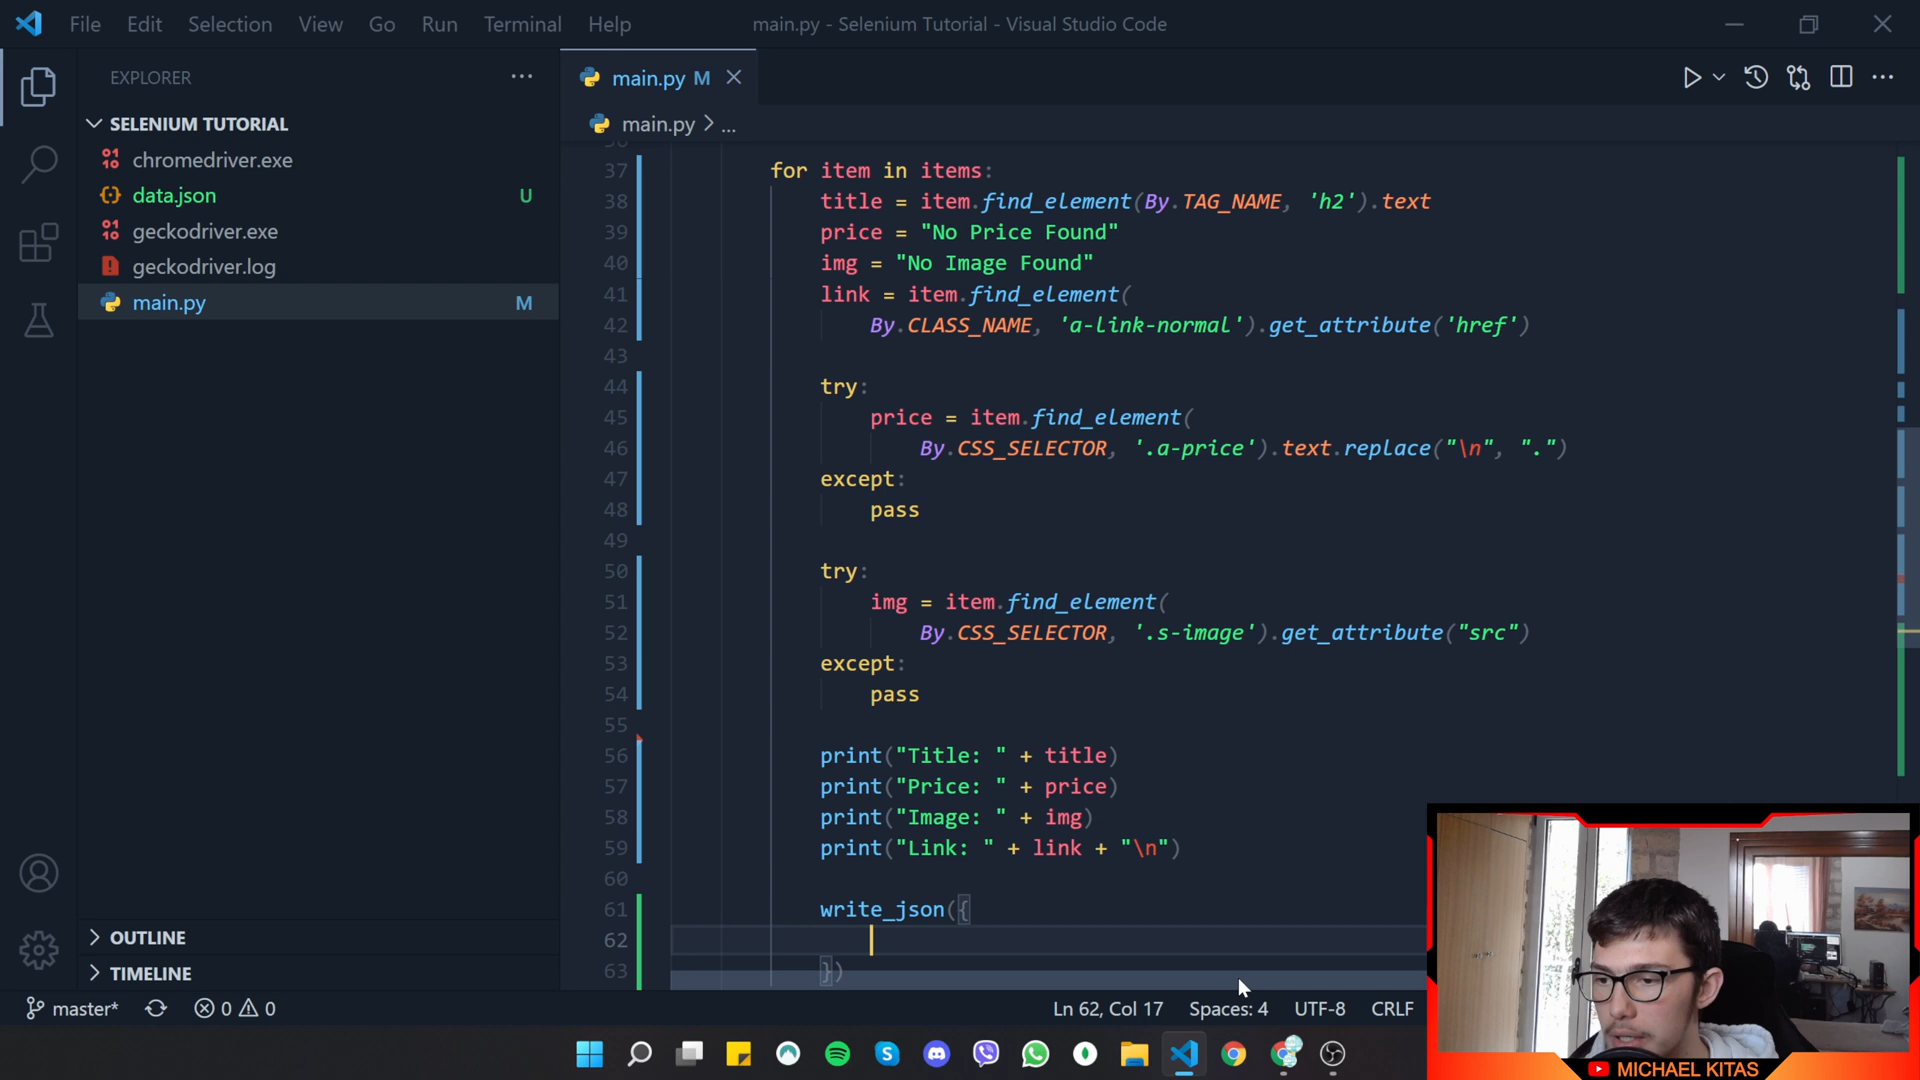 File Edit Selection View Go Run Terminal Help main.py - Selenium Tutorial - Visual Studio Code
EXPLORER
SELENIUM TUTORIAL
chromedriver.exe
data.json U
geckodriver.exe
geckodriver.log
main.py M
OUTLINE
TIMELINE
main.py M
main.py > ...
37 for item in items:
38 title = item.find_element(By.TAG_NAME, 'h2').text
39 price = "No Price Found"
40 img = "No Image Found"
41 link = item.find_element(
42 By.CLASS_NAME, 'a-link-normal').get_attribute('href')
43
44 try:
45 price = item.find_element(
46 By.CSS_SELECTOR, '.a-price').text.replace("\n", ".")
47 except:
48 pass
49
50 try:
51 img = item.find_element(
52 By.CSS_SELECTOR, '.s-image').get_attribute("src")
53 except:
54 pass
55
56 print("Title: " + title)
57 print("Price: " + price)
58 print("Image: " + img)
59 print("Link: " + link + "\n")
60
61 write_json({
62
63 })
master* 0 0 Ln 62, Col 17 Spaces: 4 UTF-8 CRLF
MICHAEL KITAS